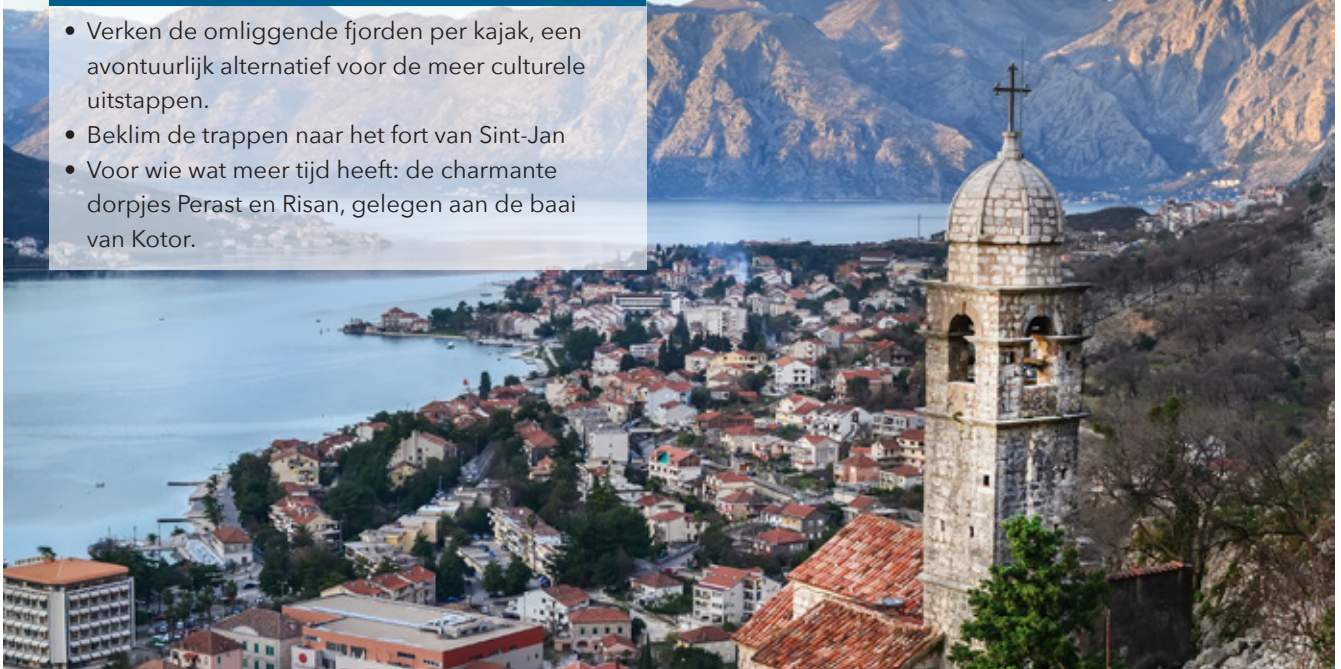 • Verken de omliggende fjorden per kajak, een
avontuurlijk alternatief voor de meer culturele
uitstappen.
• Beklim de trappen naar het fort van Sint-Jan
• Voor wie wat meer tijd heeft: de charmante
dorpjes Perast en Risan, gelegen aan de baai
van Kotor.